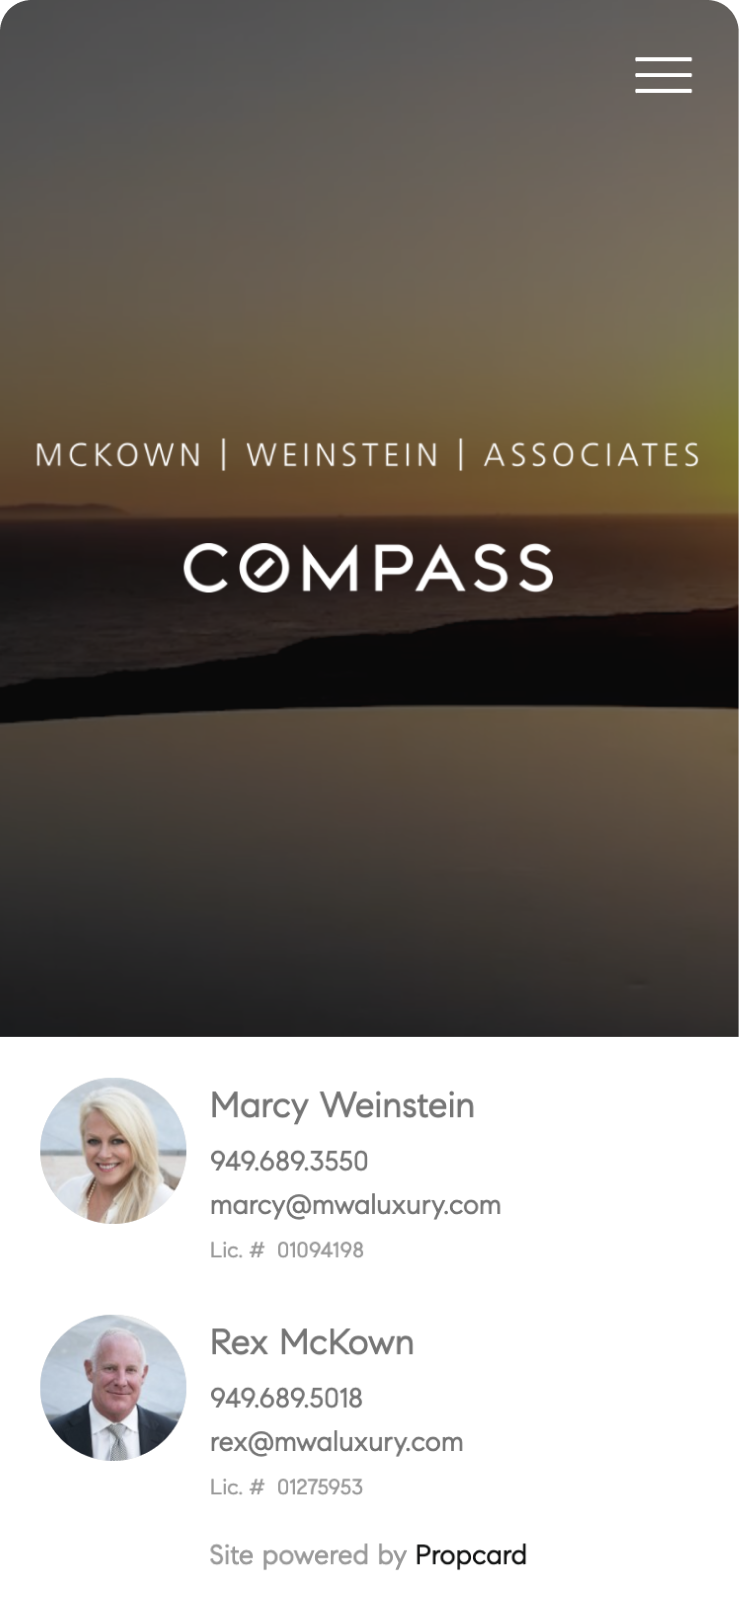 MCKOWN | WEINSTEIN | ASSOCIATES
COMPASS
Marcy Weinstein
949.689.3550
marcy@mwaluxury.com
Lic. # 01094198
Rex McKown
949.689.5018
rex@mwaluxury.com
Lic. # 01275953
Site powered by Propcard